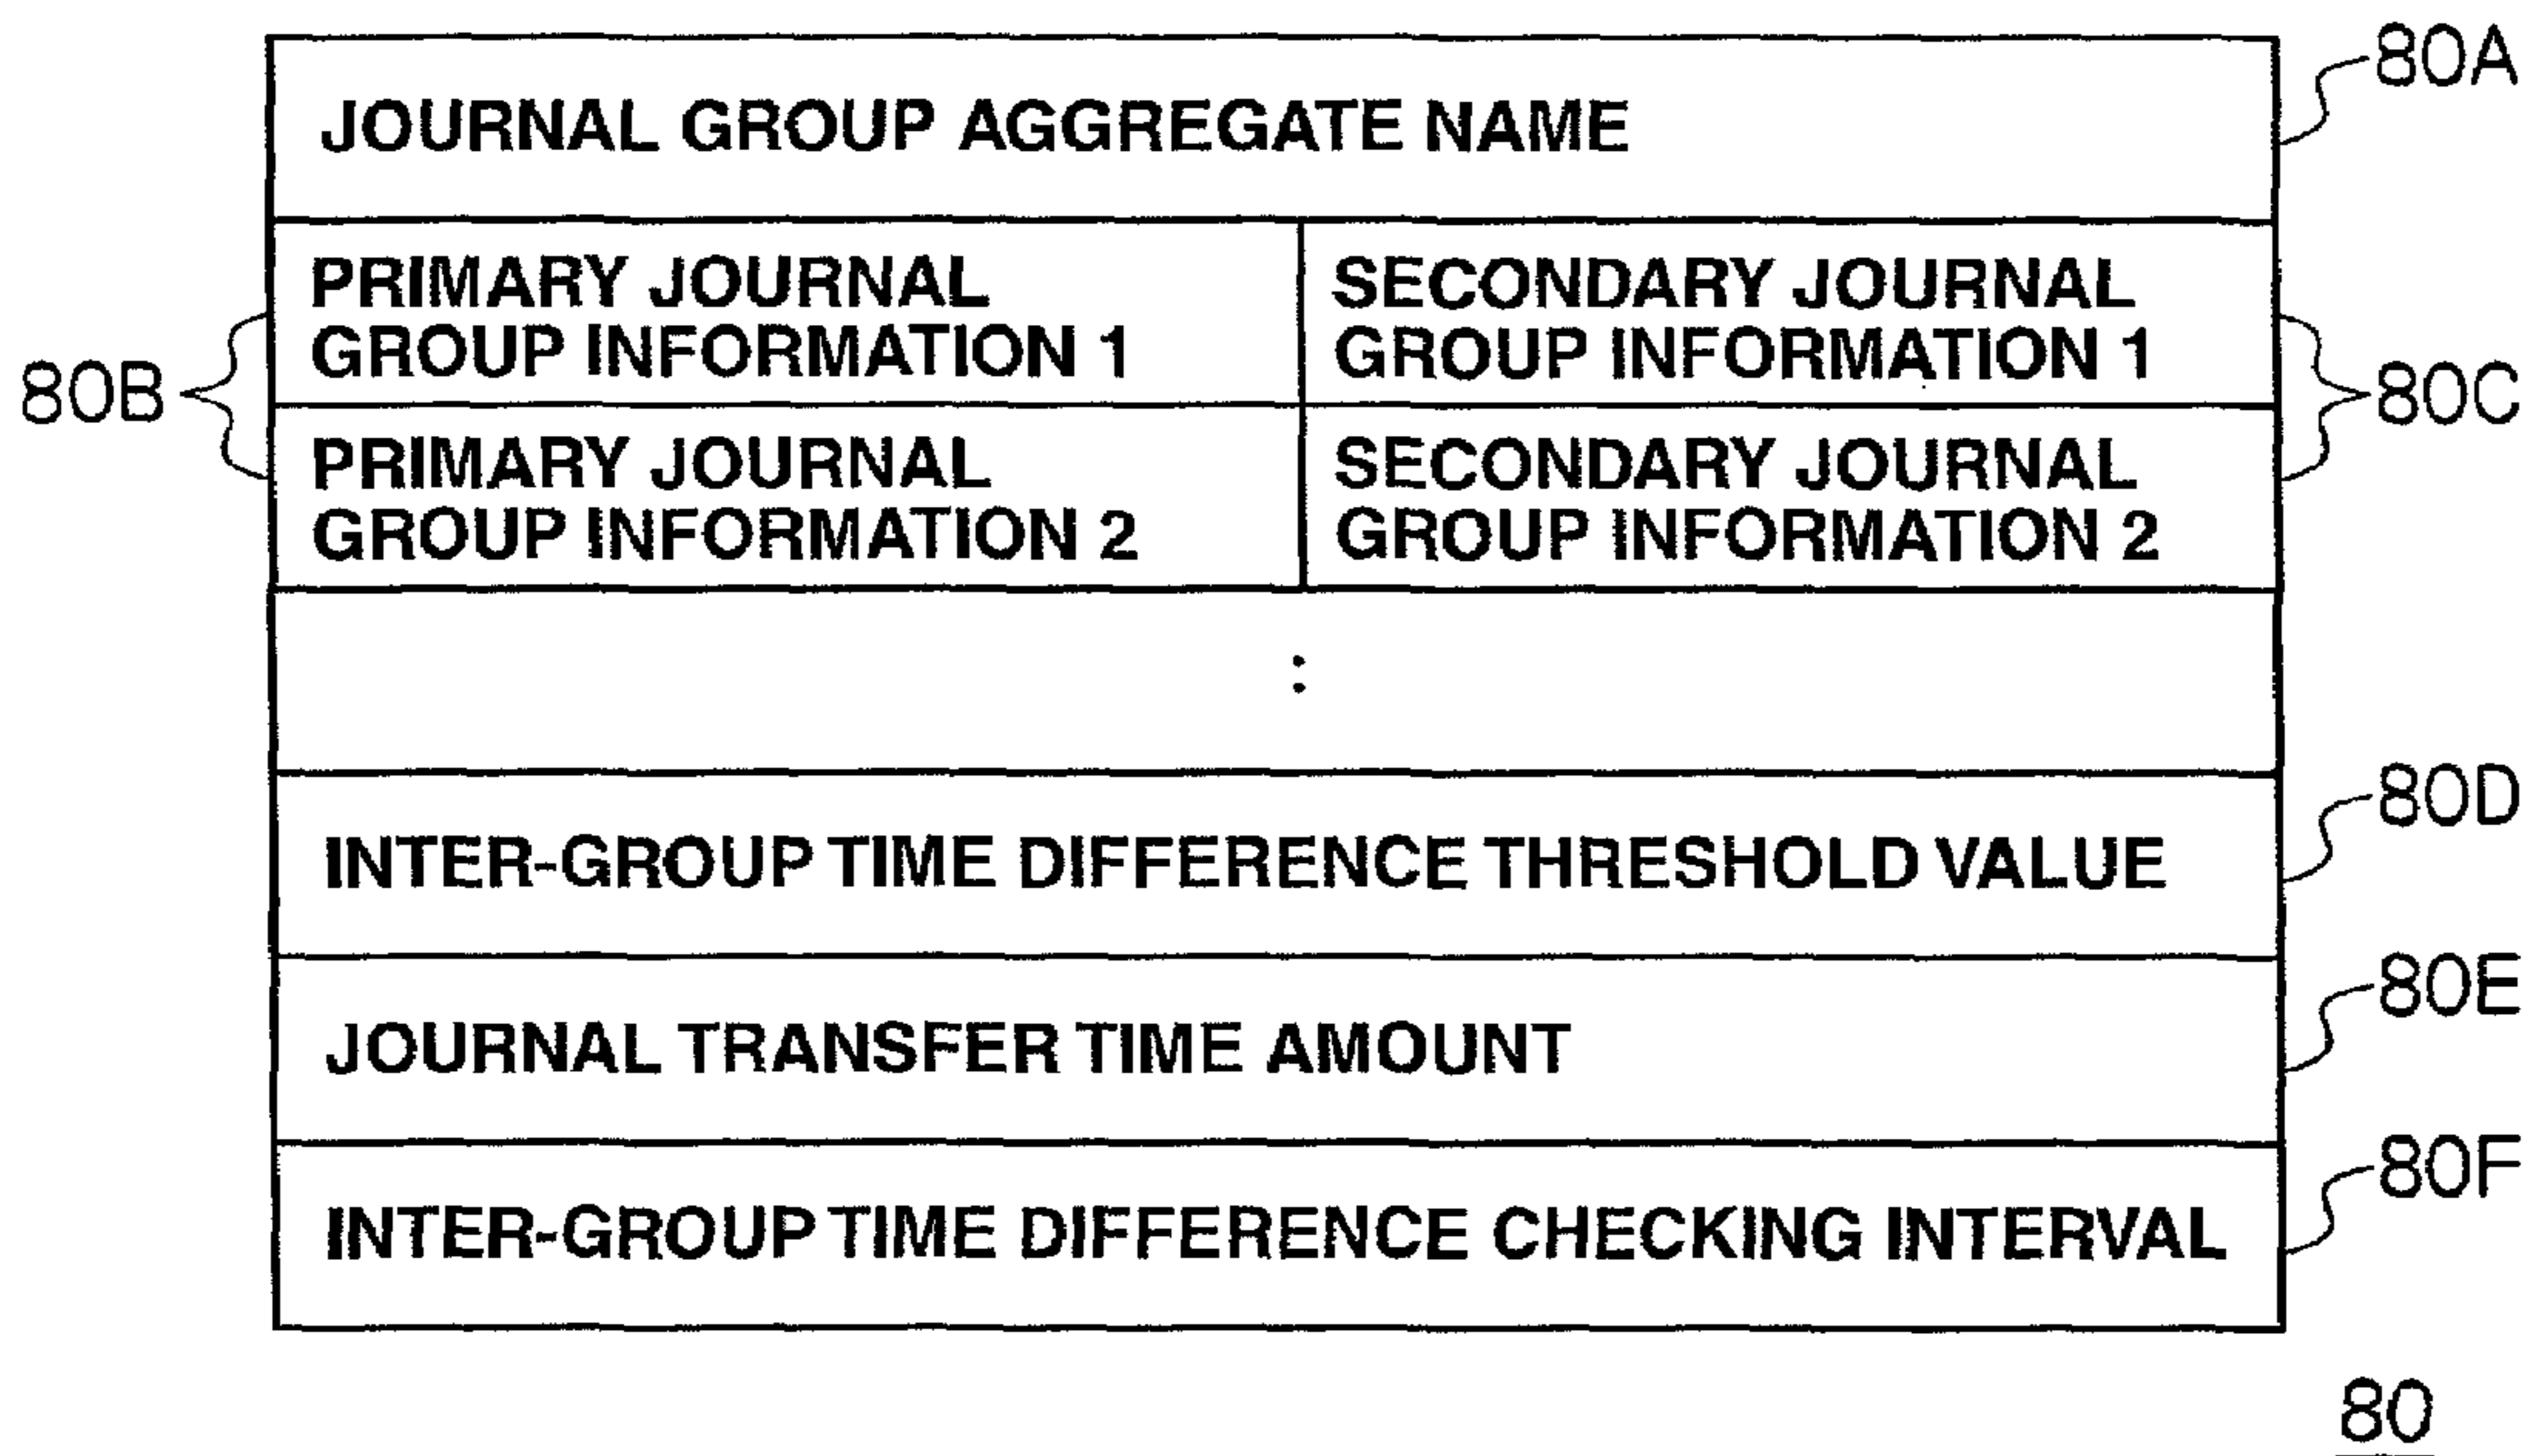 80A
JOURNAL GROUP AGGREGATE NAME
PRIMARY JOURNAL
GROUP INFORMATION 1
SECONDARY JOURNAL
GROUP INFORMATION 1
80B
80C
PRIMARY JOURNAL
GROUP INFORMATION 2
SECONDARY JOURNAL
GROUP INFORMATION 2
:
80D
INTER-GROUP TIME DIFFERENCE THRESHOLD VALUE
80E
JOURNAL TRANSFER TIME AMOUNT
80F
INTER-GROUP TIME DIFFERENCE CHECKING INTERVAL
80